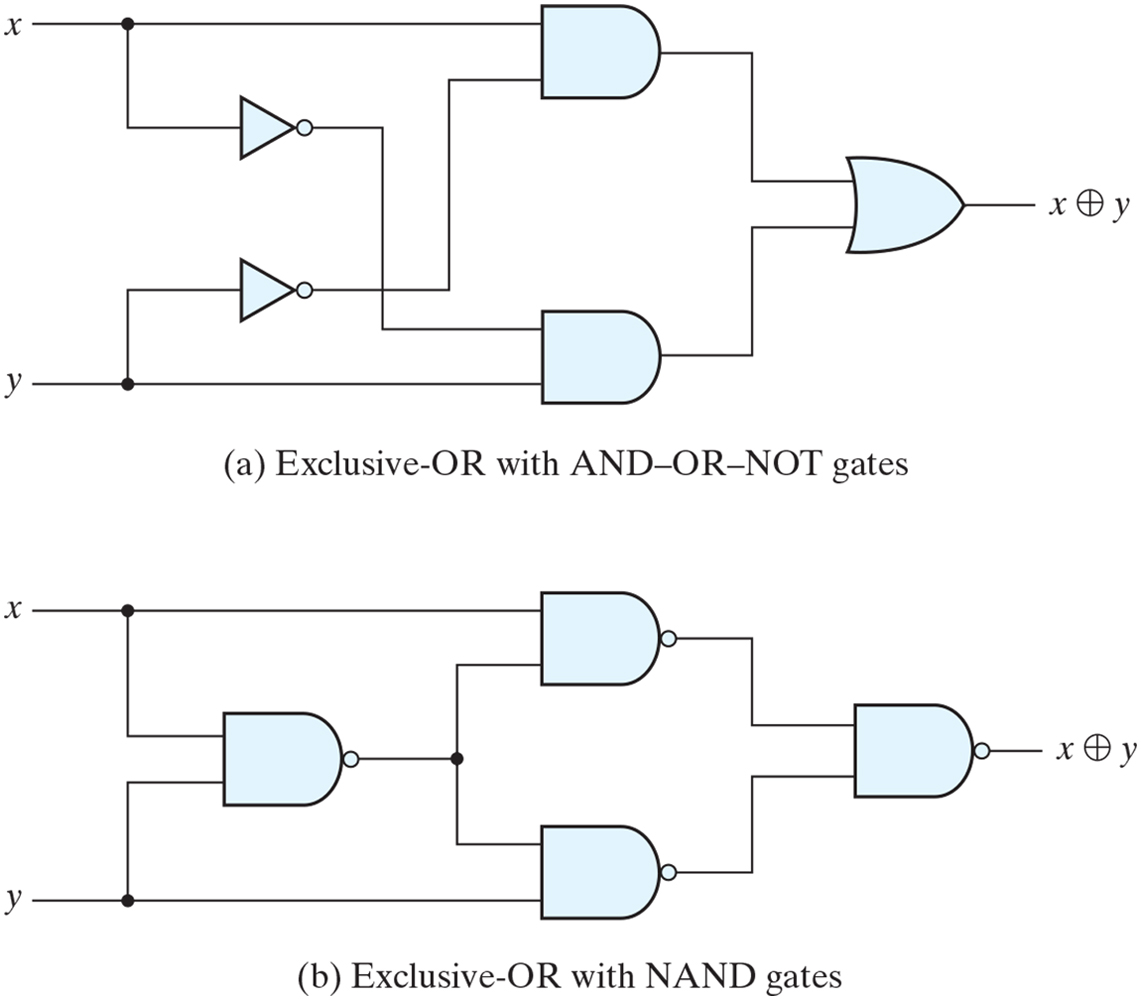 x
x ⊕ y
y
(a) Exclusive-OR with AND–OR–NOT gates
x
x ⊕ y
y
(b) Exclusive-OR with NAND gates